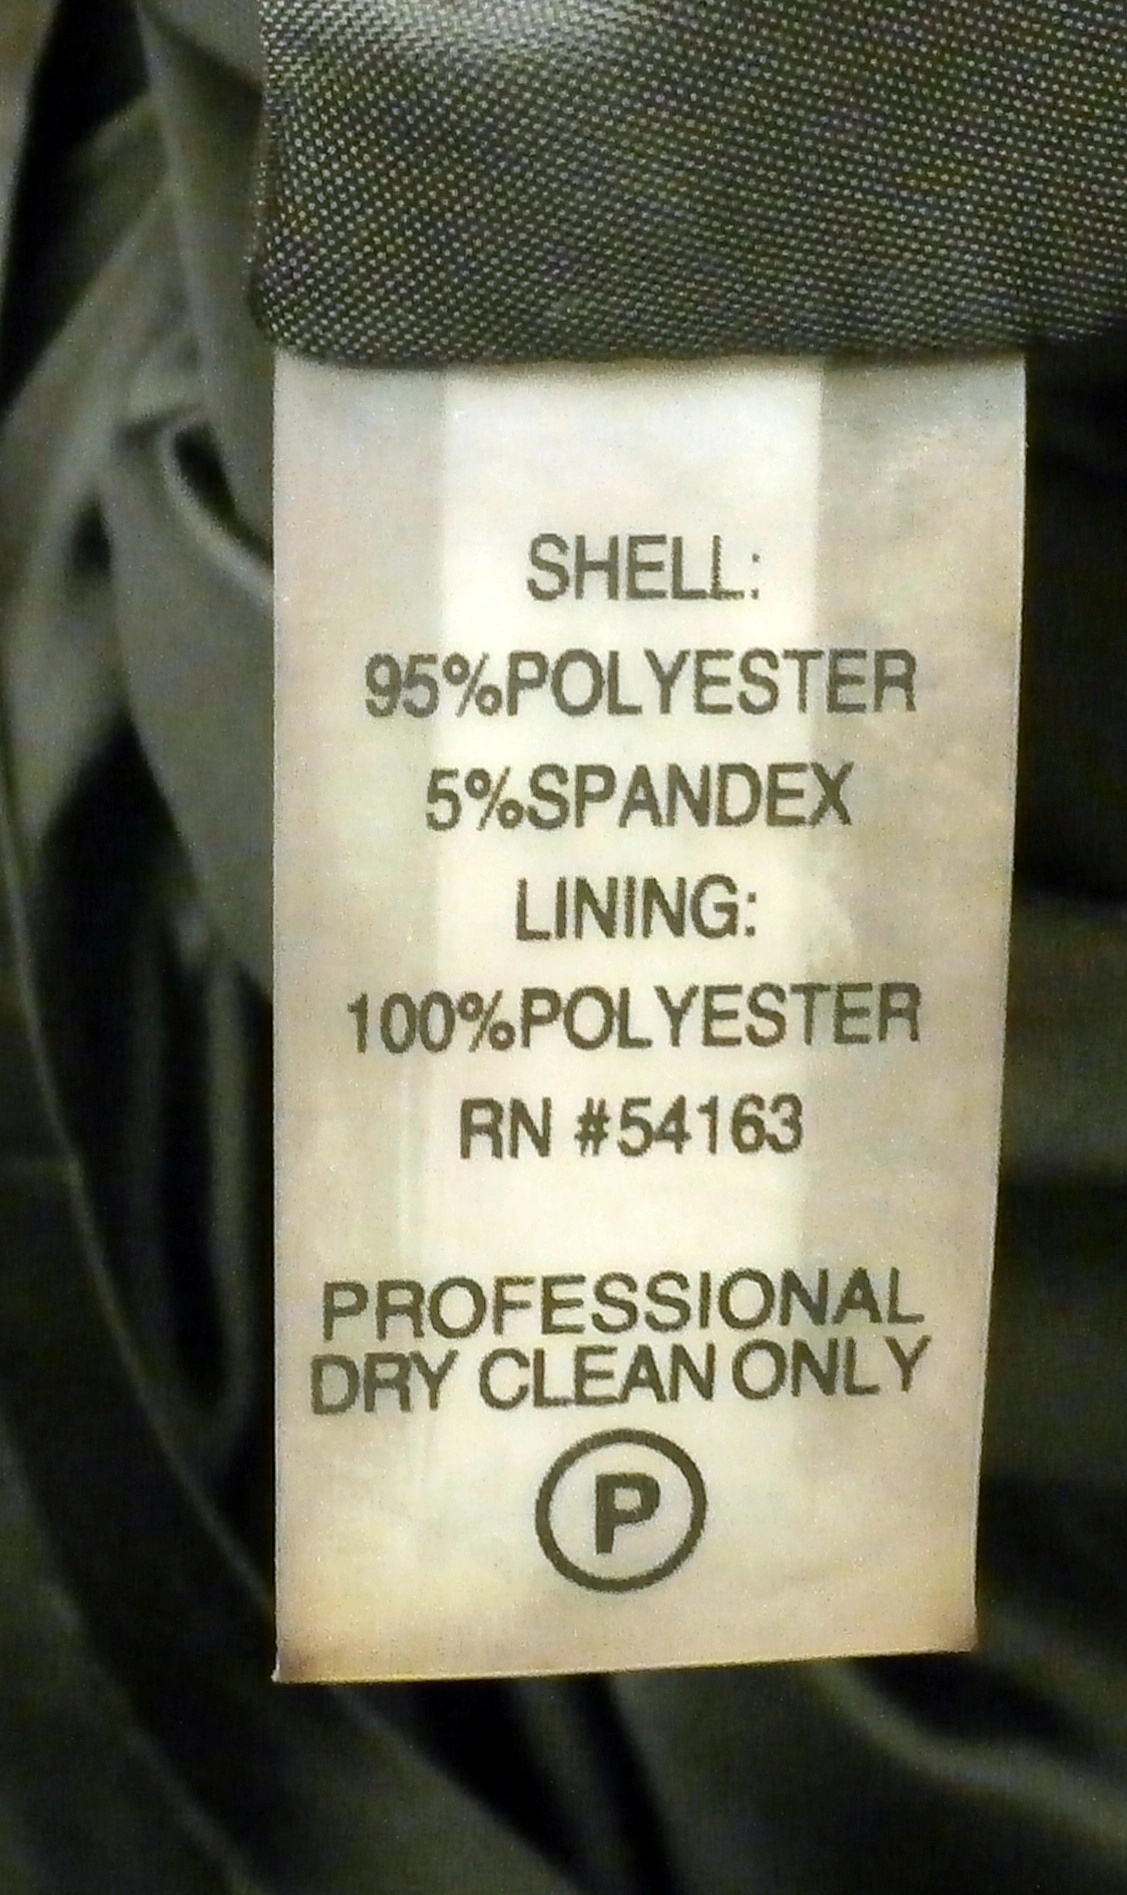 SHELL:
95%POLYESTER
5%SPANDEX
LINING:
100%POLYESTER
RN #54163
PROFESSIONAL
DRY CLEAN ONLY
P